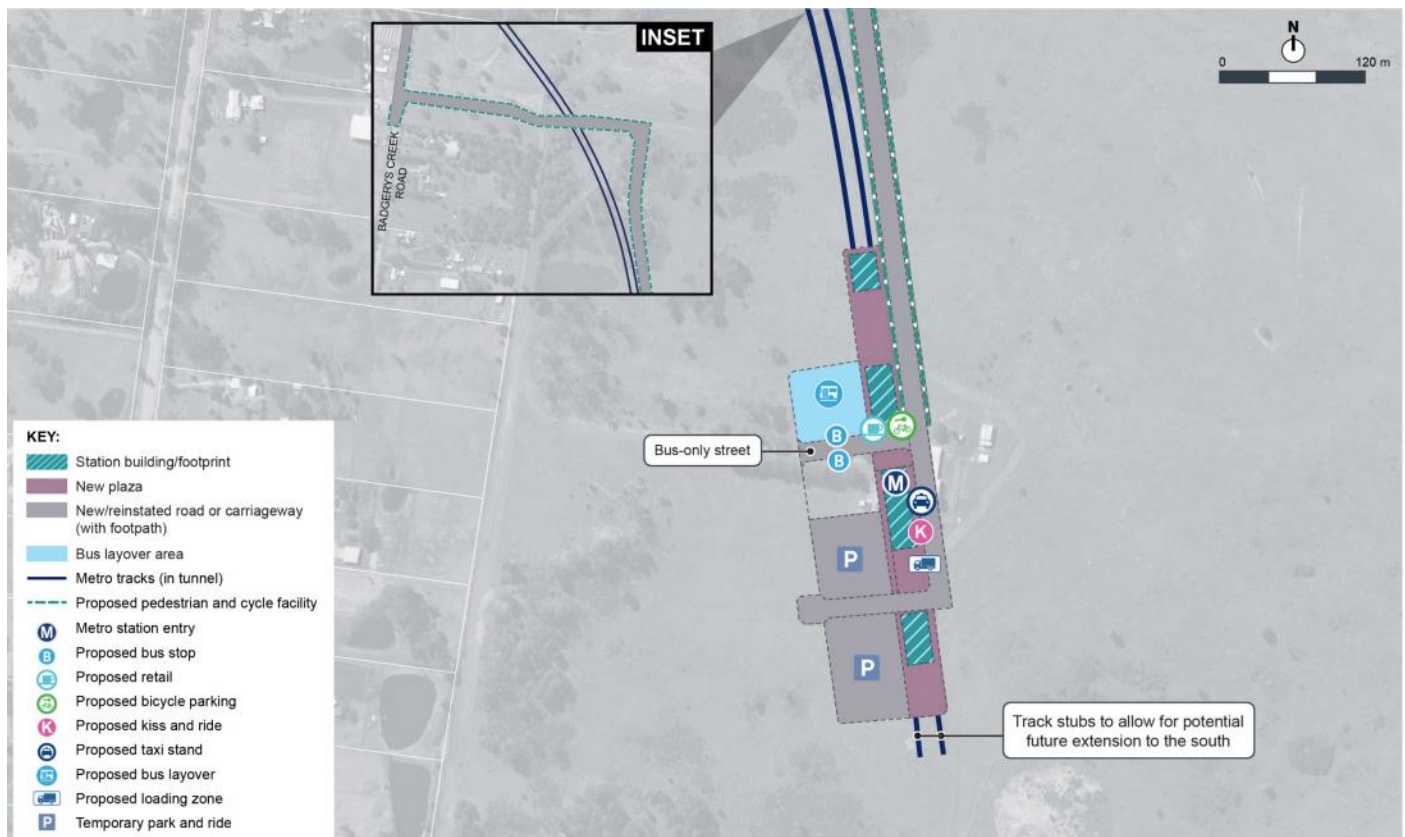 INSET
BADGERYS CREEK
ROAD
N
0 120 m
B
Bus-only street
B
M
K
P
P
Track stubs to allow for potential
future extension to the south
KEY:
Station building/footprint
New plaza
New/reinstated road or carriageway
(with footpath)
Bus layover area
Metro tracks (in tunnel)
Proposed pedestrian and cycle facility
M Metro station entry
B Proposed bus stop
Proposed retail
Proposed bicycle parking
K Proposed kiss and ride
Proposed taxi stand
Proposed bus layover
Proposed loading zone
P Temporary park and ride